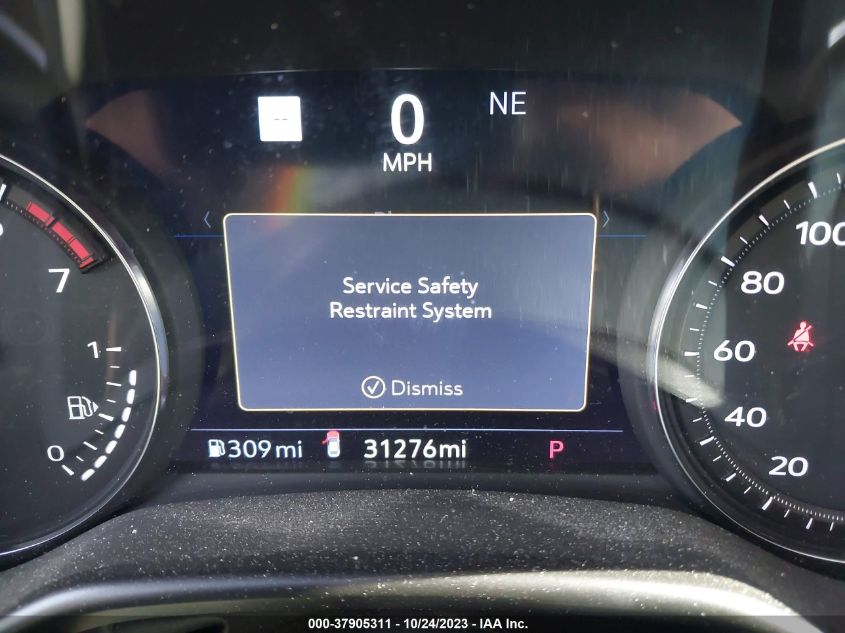 --
0
NE
MPH
7
1
0
Service Safety
Restraint System
Dismiss
309 mi
31276mi
P
100
80
60
40
20
000-37905311 - 10/24/2023 - IAA Inc.